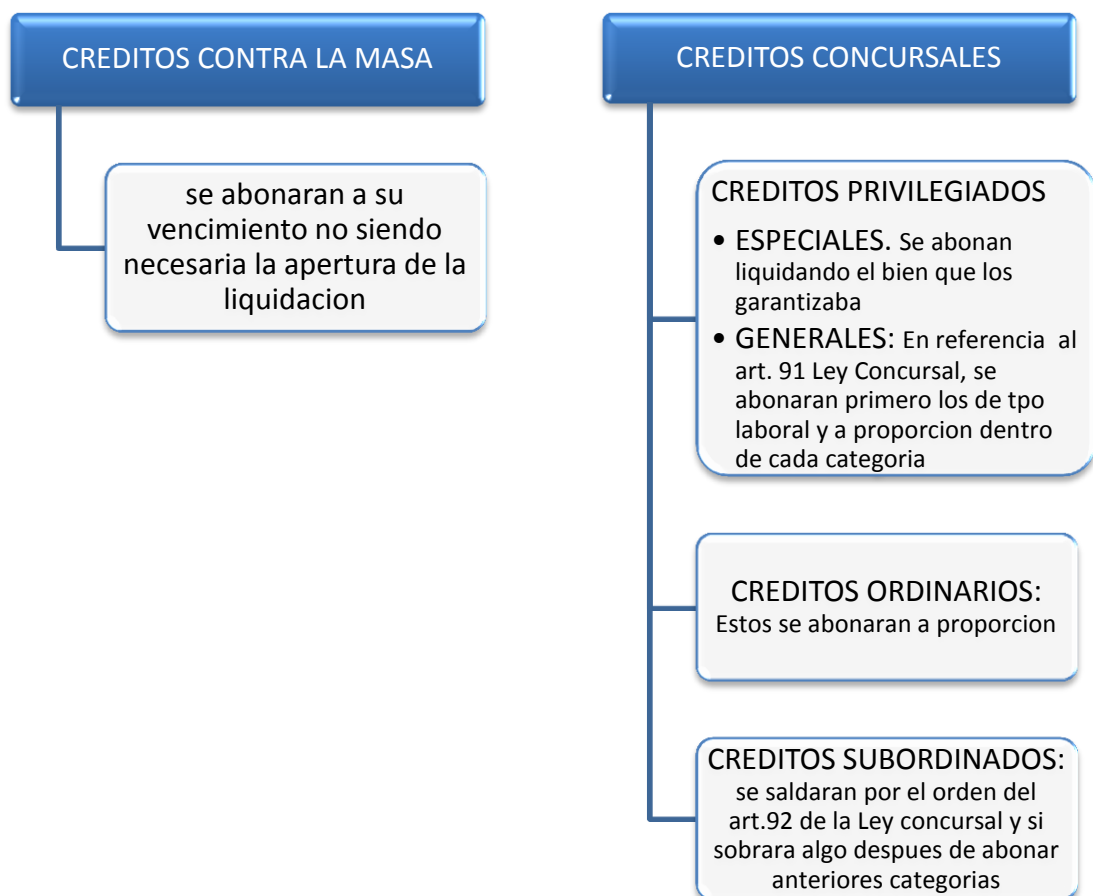 CREDITOS CONTRA LA MASA
se abonaran a su
vencimiento no siendo
necesaria la apertura de la
liquidacion
CREDITOS CONCURSALES
CREDITOS PRIVILEGIADOS
• ESPECIALES. Se abonan
liquidando el bien que los
garantizaba
• GENERALES: En referencia al
art. 91 Ley Concursal, se
abonaran primero los de tpo
laboral y a proporcion dentro
de cada categoria
CREDITOS ORDINARIOS:
Estos se abonaran a proporcion
CREDITOS SUBORDINADOS:
se saldaran por el orden del
art.92 de la Ley concursal y si
sobrara algo despues de abonar
anteriores categorias